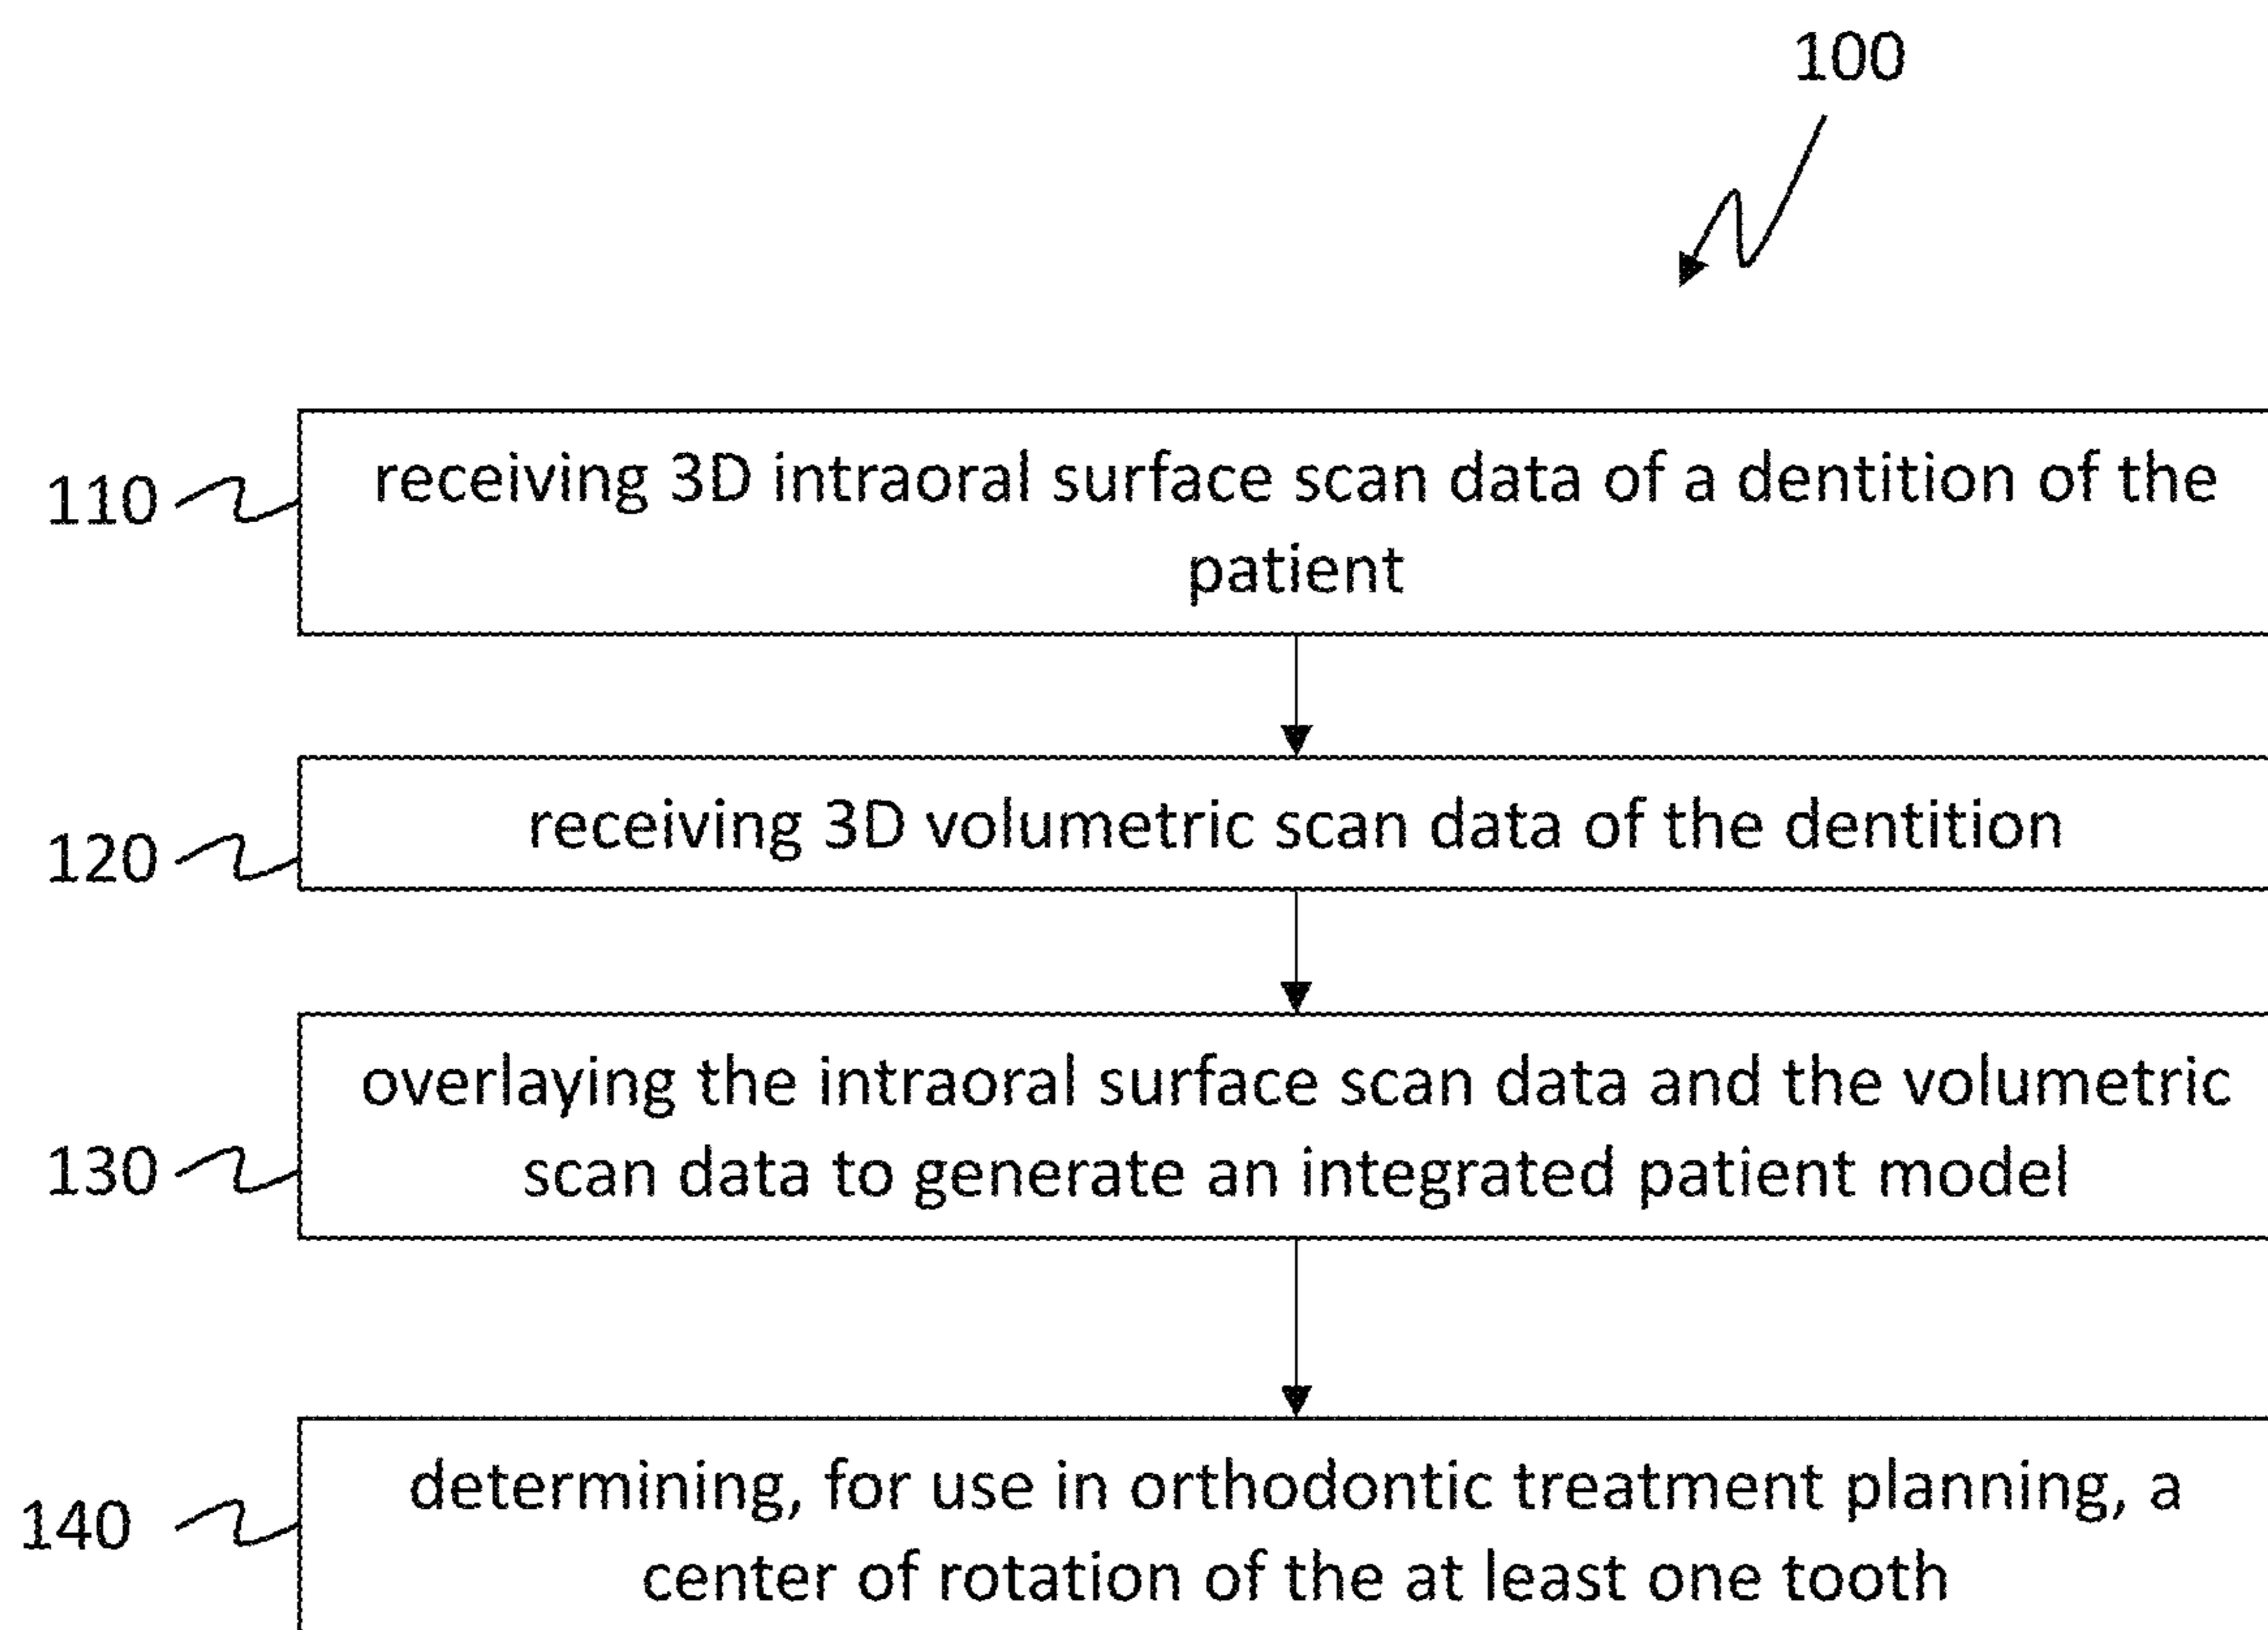 100
110
receiving 3D intraoral surface scan data of a dentition of the
patient
120
receiving 3D volumetric scan data of the dentition
130
overlaying the intraoral surface scan data and the volumetric
scan data to generate an integrated patient model
140
determining, for use in orthodontic treatment planning, a
center of rotation of the at least one tooth